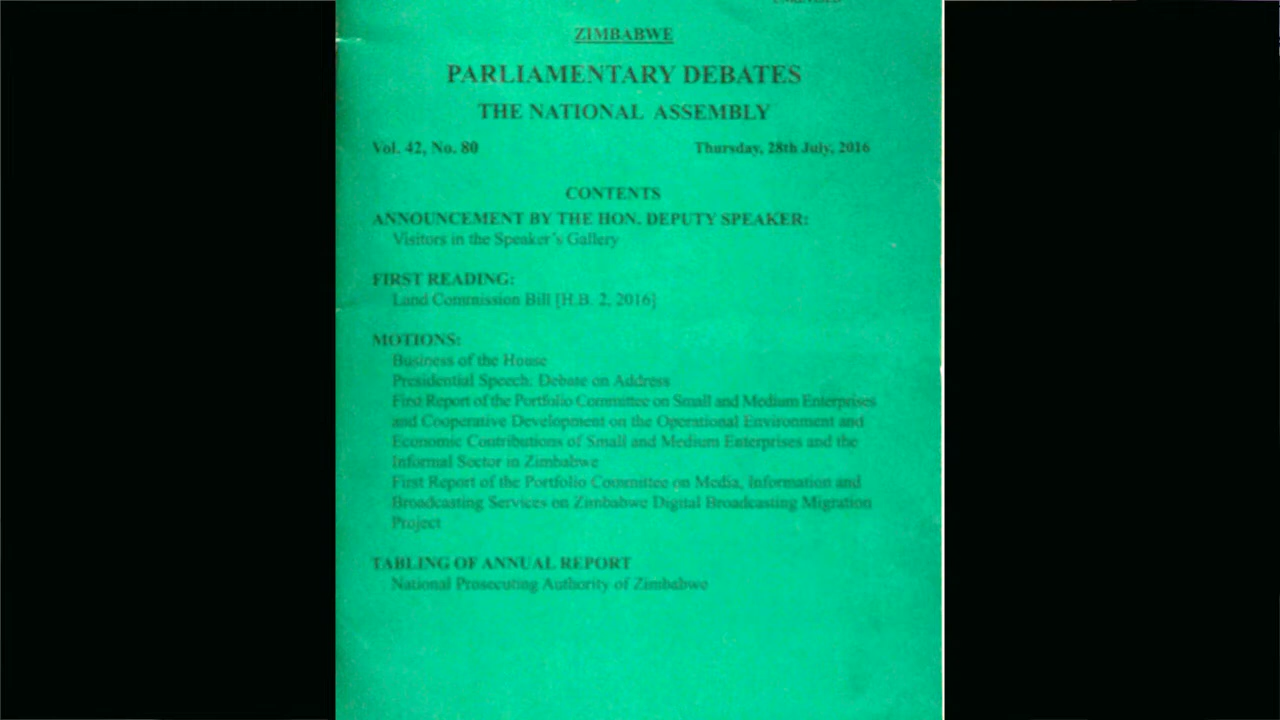 ZIMBABWE
PARLIAMENTARY DEBATES
THE NATIONAL ASSEMBLY
Vol. 42, No. 80 Thursday, 28th July, 2016
CONTENTS
ANNOUNCEMENT BY THE HON. DEPUTY SPEAKER:
Visitors in the Speaker's Gallery
FIRST READING:
Land Commission Bill [H.B. 2, 2016]
MOTIONS:
Business of the House
Presidential Speech: Debate on Address
First Report of the Portfolio Committee on Small and Medium Enterprises
and Cooperative Development on the Operational Environment and
Economic Contributions of Small and Medium Enterprises and the
Informal Sector in Zimbabwe
First Report of the Portfolio Committee on Media, Information and
Broadcasting Services on Zimbabwe Digital Broadcasting Migration
Project
TABLING OF ANNUAL REPORT
National Prosecuting Authority of Zimbabwe